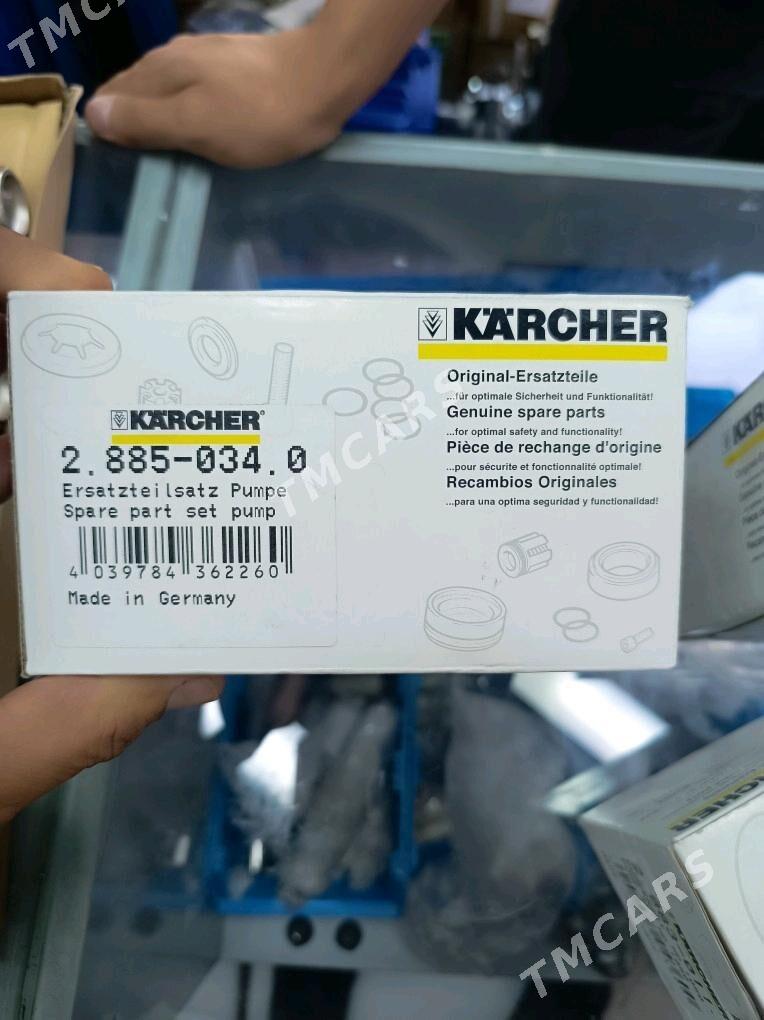 TMCARS
KÄRCHER
Original-Ersatzteile
...für optimale Sicherheit und Funktionalität!
Genuine spare parts
...for optimal safety and functionality!
Pièce de rechange d'origine
...pour sécurité et fonctionnalité optimale!
Recambios Originales
...para una optima seguridad y functionalidad!
KÄRCHER®
2.885-034.0
Ersatzteilsatz Pumpe
Spare part set pump
4 039784 362260
Made in Germany
TMCARS
TMCARS